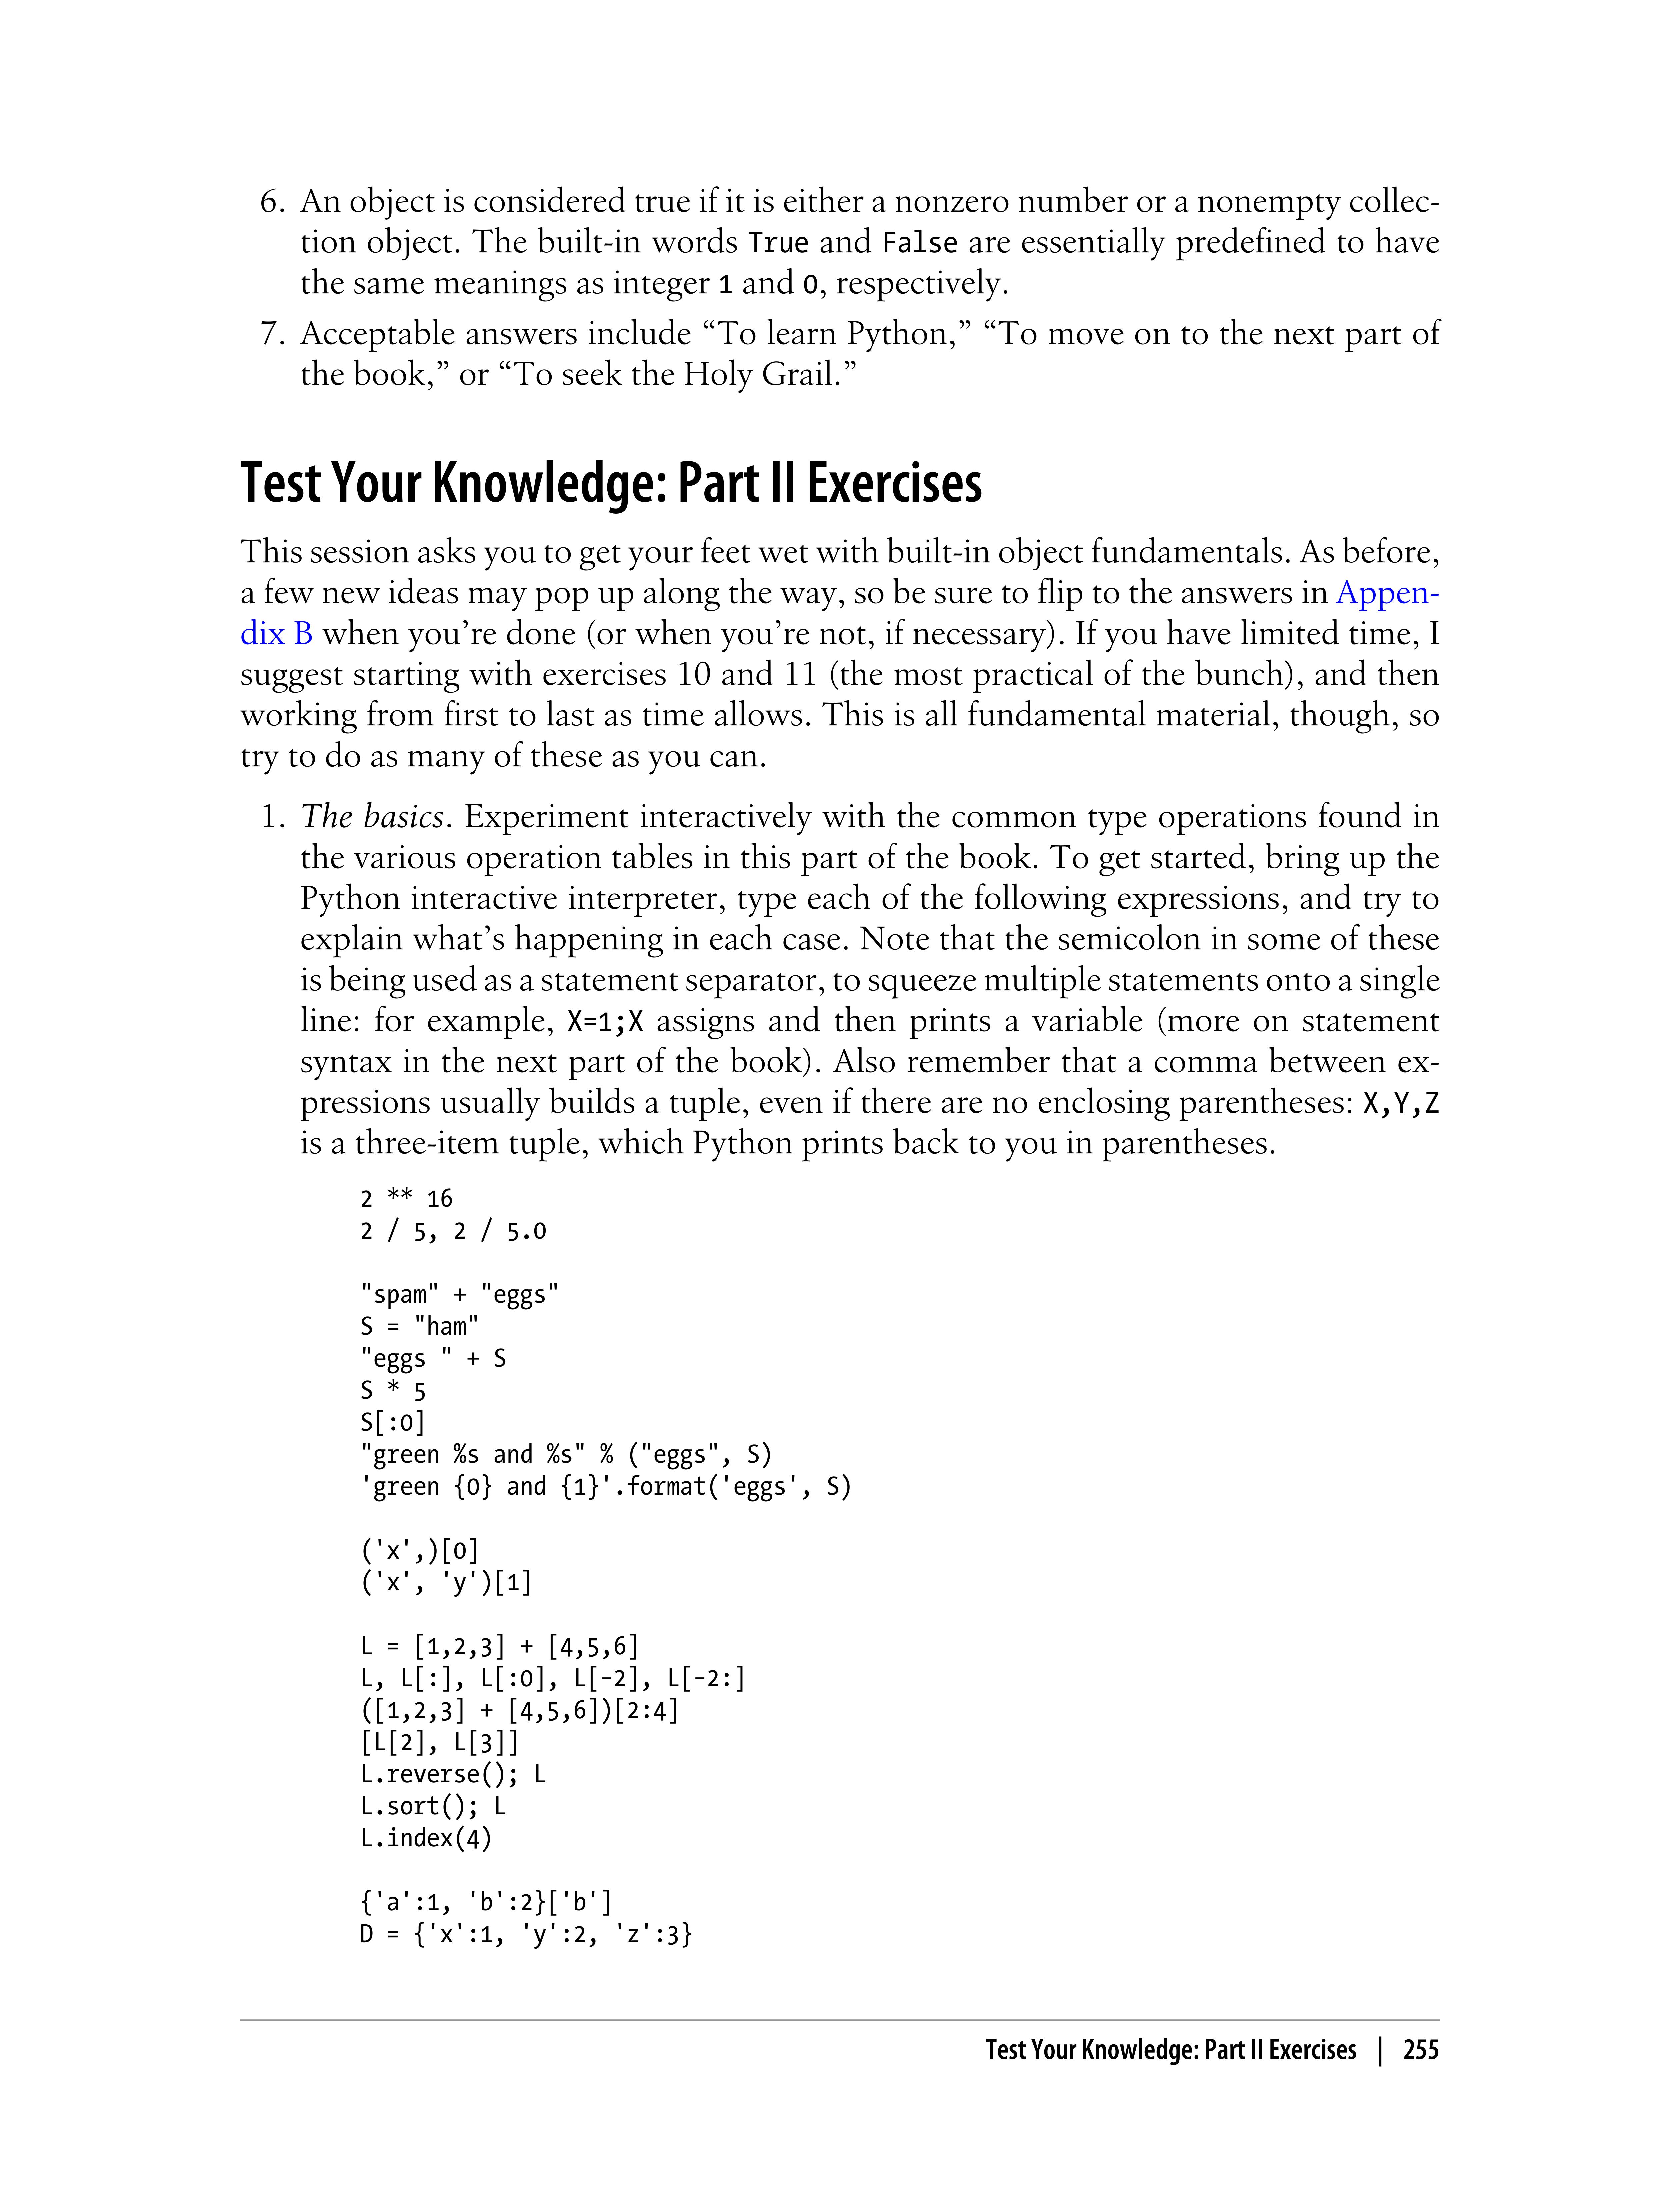 6. An object is considered true if it is either a nonzero number or a nonempty collec-
tion object. The built-in words True and False are essentially predefined to have
the same meanings as integer 1 and 0, respectively.
7. Acceptable answers include “To learn Python,” “To move on to the next part of
the book,” or “To seek the Holy Grail.”
Test Your Knowledge: Part II Exercises
This session asks you to get your feet wet with built-in object fundamentals. As before,
a few new ideas may pop up along the way, so be sure to flip to the answers in Appen-
dix B when you’re done (or when you’re not, if necessary). If you have limited time, I
suggest starting with exercises 10 and 11 (the most practical of the bunch), and then
working from first to last as time allows. This is all fundamental material, though, so
try to do as many of these as you can.
1. The basics. Experiment interactively with the common type operations found in
the various operation tables in this part of the book. To get started, bring up the
Python interactive interpreter, type each of the following expressions, and try to
explain what’s happening in each case. Note that the semicolon in some of these
is being used as a statement separator, to squeeze multiple statements onto a single
line: for example, X=1;X assigns and then prints a variable (more on statement
syntax in the next part of the book). Also remember that a comma between ex-
pressions usually builds a tuple, even if there are no enclosing parentheses: X,Y,Z
is a three-item tuple, which Python prints back to you in parentheses.
2 ** 16
2 / 5, 2 / 5.0
"spam" + "eggs"
S = "ham"
"eggs " + S
S * 5
S[:0]
"green %s and %s" % ("eggs", S)
'green {0} and {1}'.format('eggs', S)
('x',)[0]
('x', 'y')[1]
L = [1,2,3] + [4,5,6]
L, L[:], L[:0], L[-2], L[-2:]
([1,2,3] + [4,5,6])[2:4]
[L[2], L[3]]
L.reverse(); L
L.sort(); L
L.index(4)
{'a':1, 'b':2}['b']
D = {'x':1, 'y':2, 'z':3}
Test Your Knowledge: Part II Exercises | 255